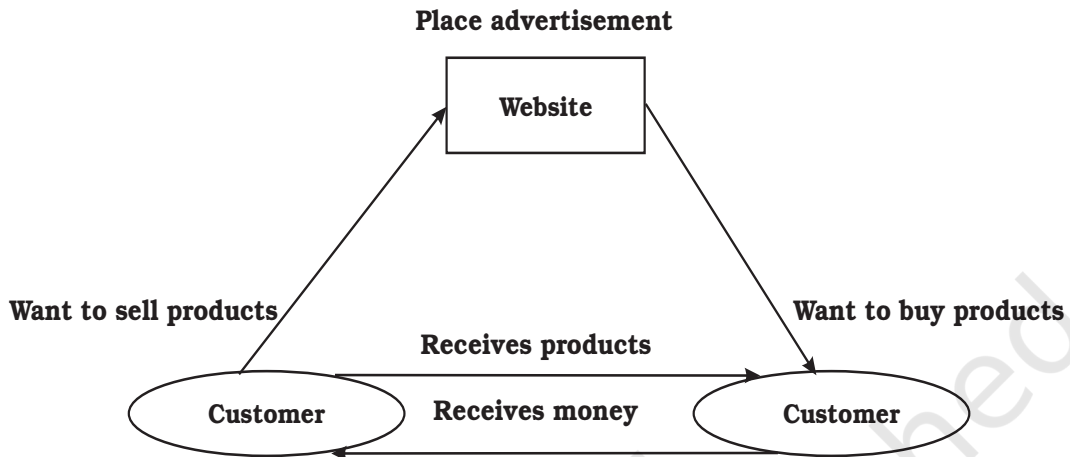 Place advertisement
Website
Want to sell products
Want to buy products
Receives products
Customer
Receives money
Customer